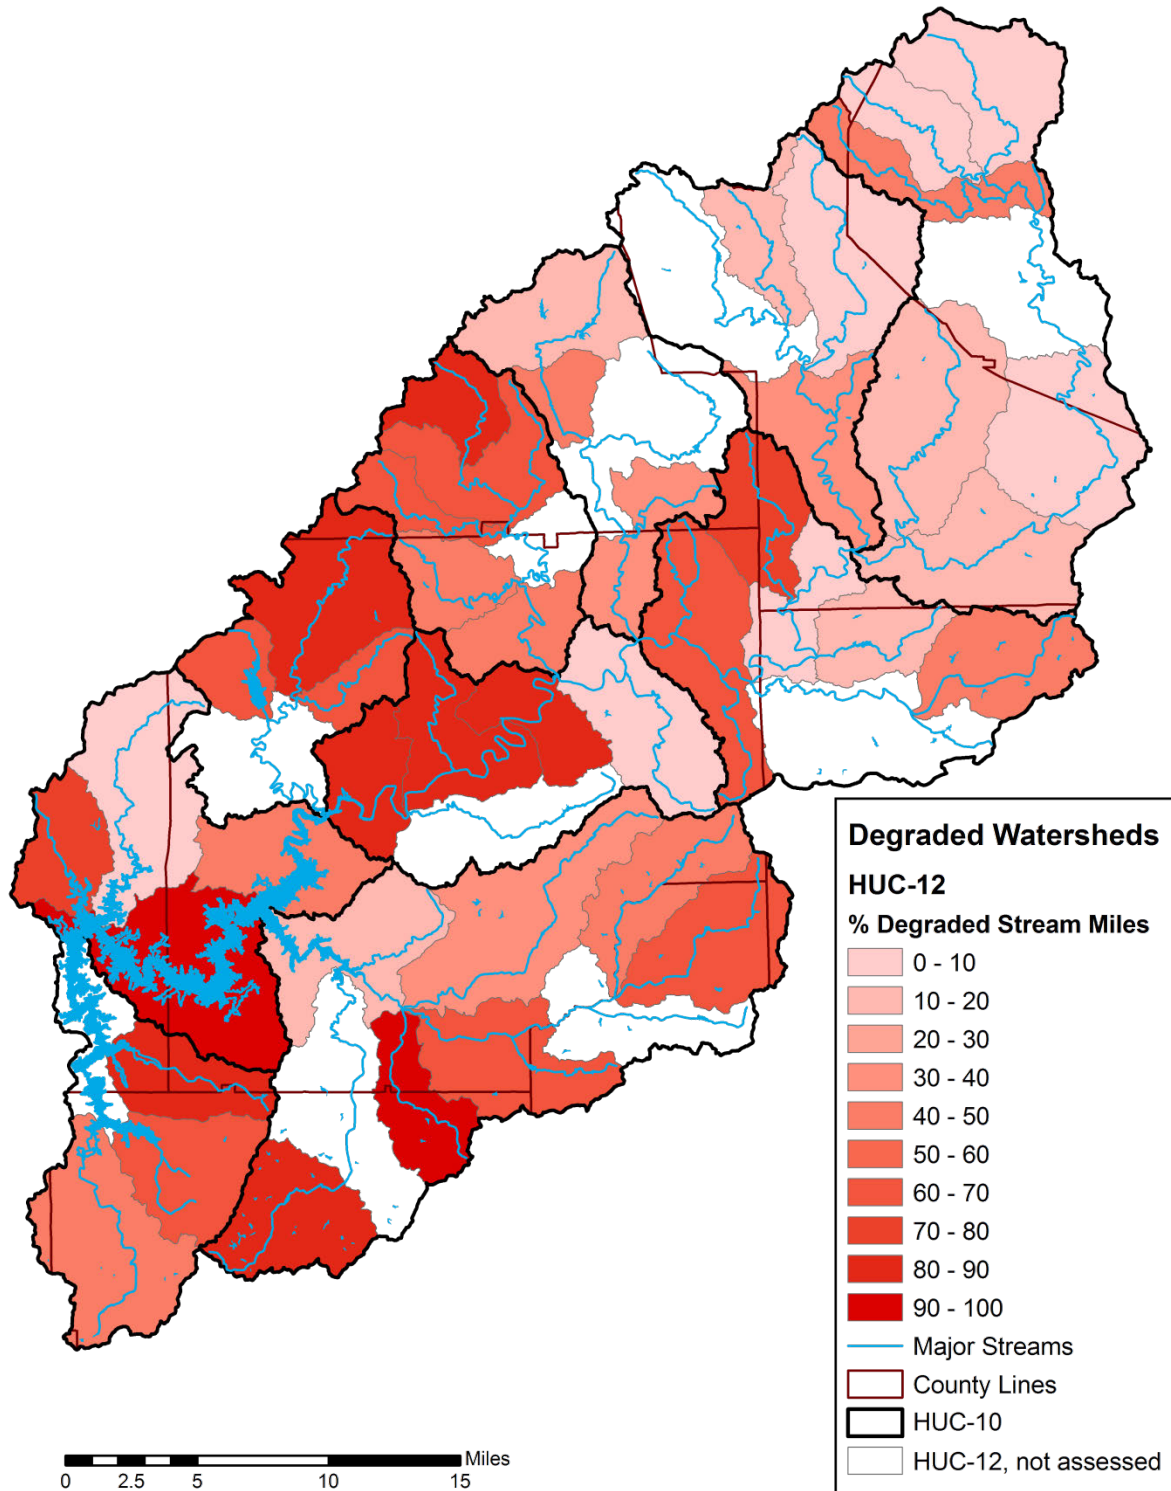 Degraded Watersheds
HUC-12
% Degraded Stream Miles
0 - 10
10 - 20
20 - 30
30 - 40
40 - 50
50 - 60
60 - 70
70 - 80
80 - 90
90 - 100
Major Streams
County Lines
HUC-10
HUC-12, not assessed
Miles
0 2.5 5 10 15